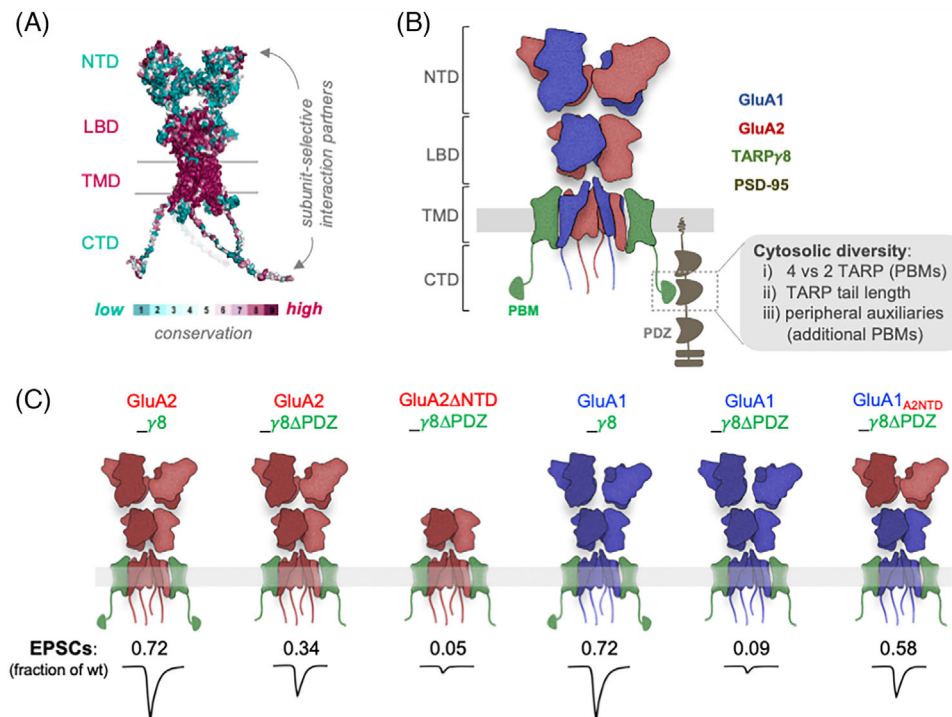 (A)
NTD
LBD
TMD
CTD
subunit-selective
interaction partners
low 1 2 3 4 5 6 7 8 9 high
conservation
(B)
NTD
LBD
TMD
CTD
GluA1
GluA2
TARPγ8
PSD-95
PBM
PDZ
Cytosolic diversity:
i) 4 vs 2 TARP (PBMs)
ii) TARP tail length
iii) peripheral auxiliaries
(additional PBMs)
(C)
GluA2 GluA2 GluA2ΔNTD GluA1 GluA1 GluA1A2NTD
_γ8 _γ8ΔPDZ _γ8ΔPDZ _γ8 _γ8ΔPDZ _γ8ΔPDZ
EPSCs: 0.72 0.34 0.05 0.72 0.09 0.58
(fraction of wt)